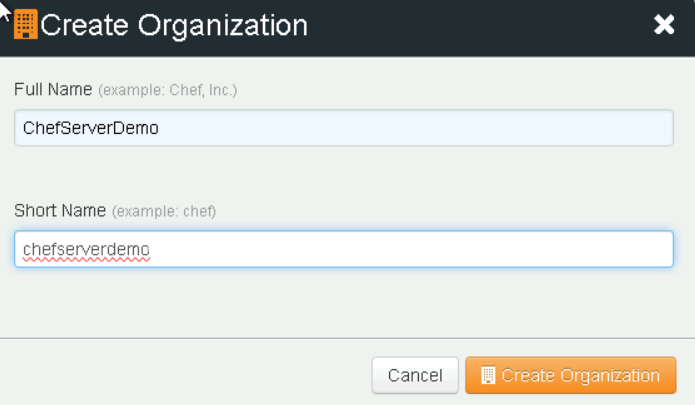 Create Organization
Full Name (example: Chef, Inc.)
ChefServerDemo
Short Name (example: chef)
chefserverdemo
Cancel Create Organization